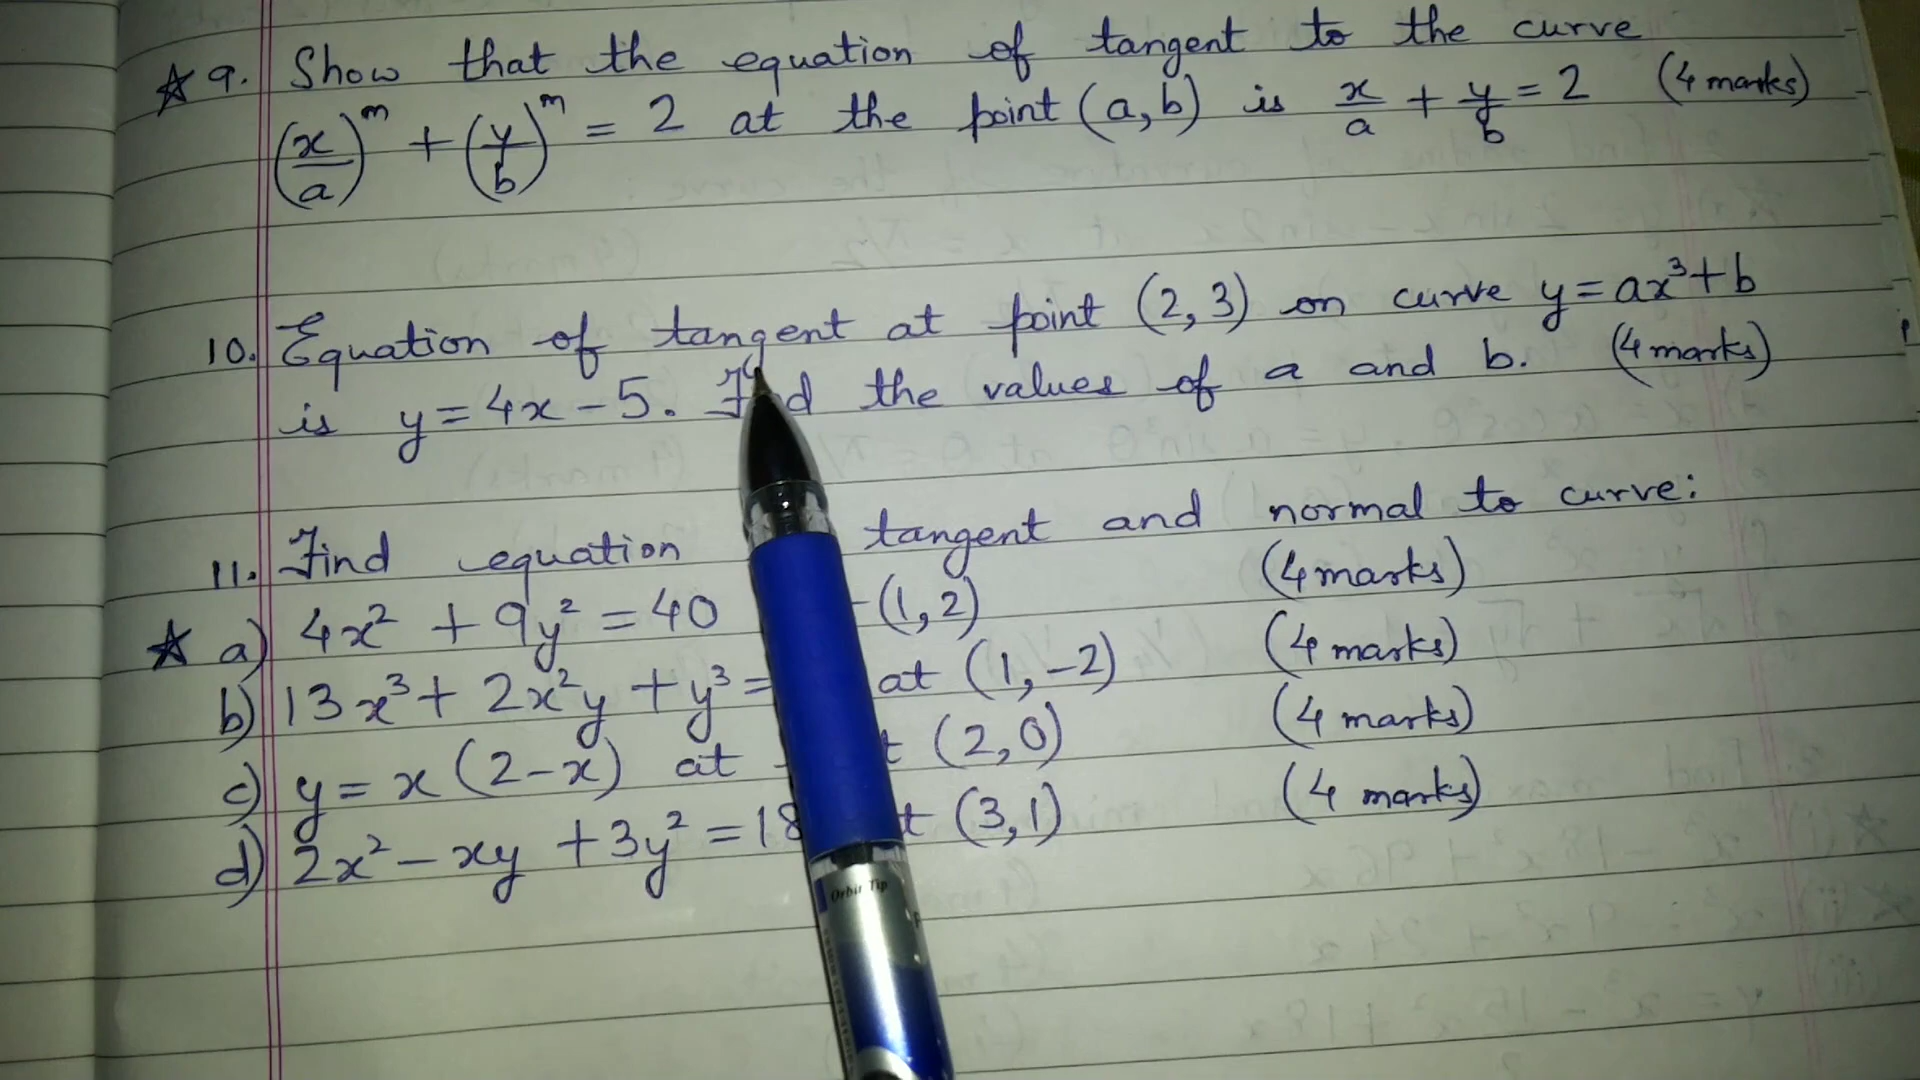 ☆ 9. Show that the equation of tangent to the curve
(x/a)^m + (y/b)^m = 2 at the point (a,b) is x/a + y/b = 2 (4 marks)
10. Equation of tangent at point (2,3) on curve y = ax³ + b
is y = 4x - 5. Find the values of a and b. (4 marks)
11. Find equation tangent and normal to curve:
☆ a) 4x² + 9y² = 40 (1,2) (4 marks)
b) 13x³ + 2x²y + y³ = at (1,-2) (4 marks)
c) y = x(2-x) at (2,0) (4 marks)
d) 2x² - xy + 3y² = 18 (3,1) (4 marks)
Orbit Tip